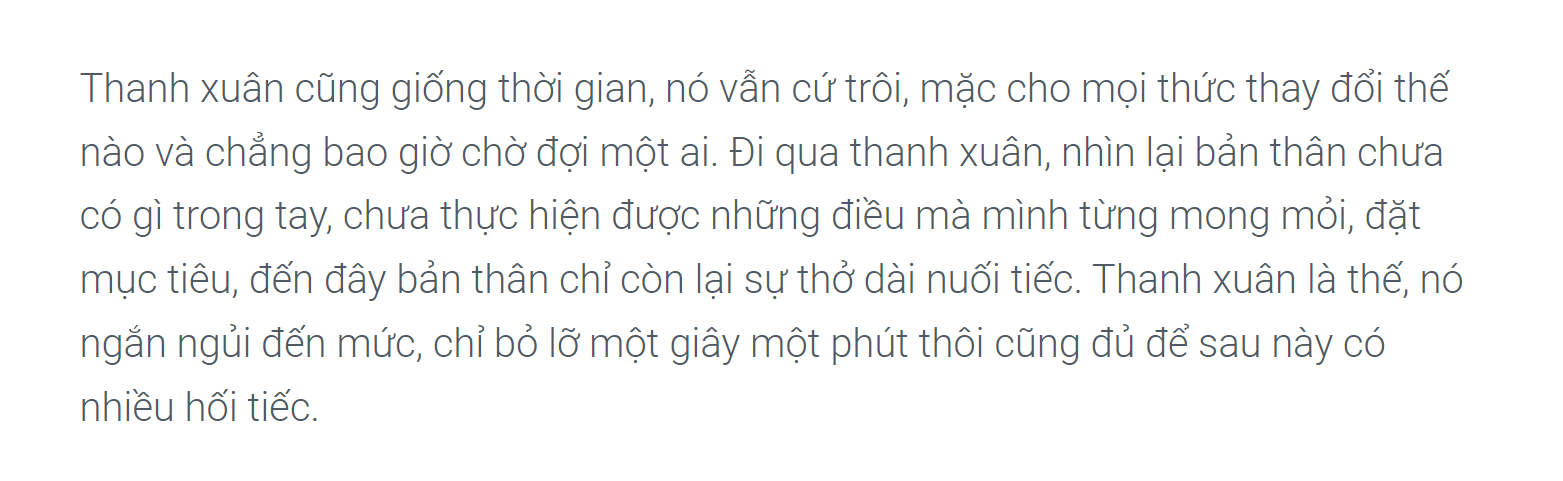 Thanh xuân cũng giống thời gian, nó vẫn cứ trôi, mặc cho mọi thức thay đổi thế
nào và chẳng bao giờ chờ đợi một ai. Đi qua thanh xuân, nhìn lại bản thân chưa
có gì trong tay, chưa thực hiện được những điều mà mình từng mong mỏi, đặt
mục tiêu, đến đây bản thân chỉ còn lại sự thở dài nuối tiếc. Thanh xuân là thế, nó
ngắn ngủi đến mức, chỉ bỏ lỡ một giây một phút thôi cũng đủ để sau này có
nhiều hối tiếc.